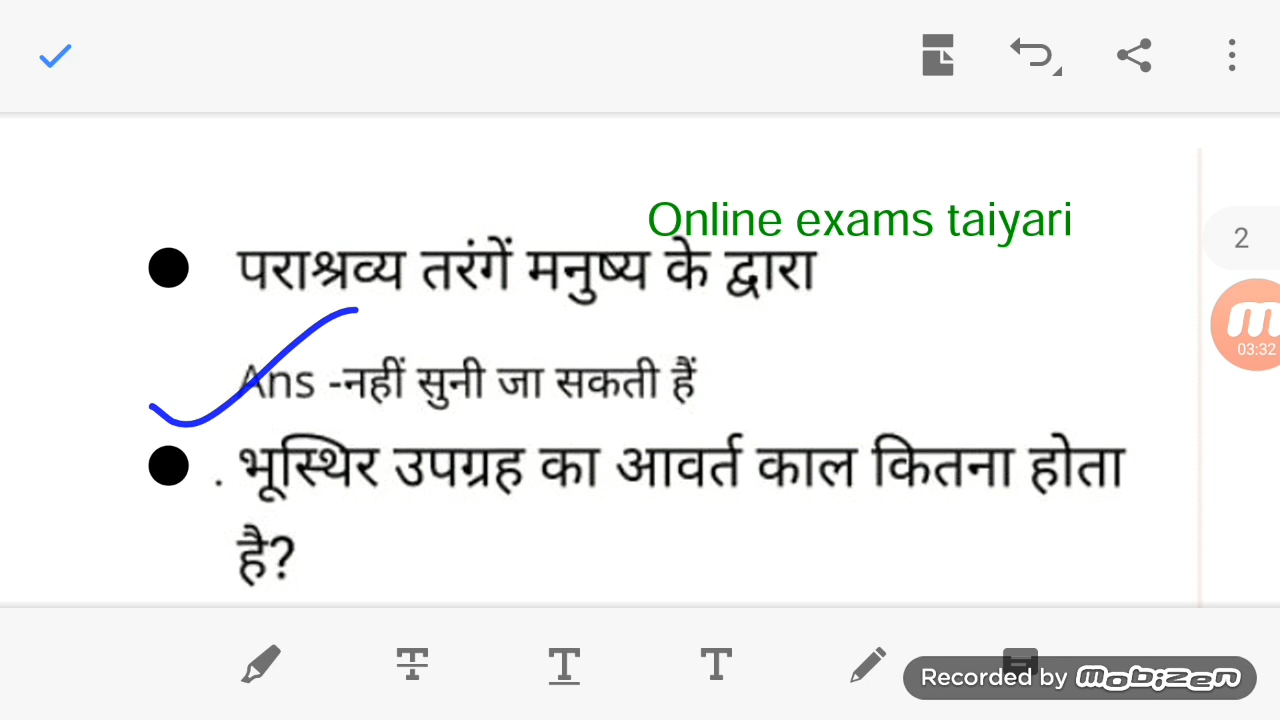 Online exams taiyari
पराश्रव्य तरंगें मनुष्य के द्वारा
2
03:32
Ans -नहीं सुनी जा सकती हैं
. भूस्थिर उपग्रह का आवर्त काल कितना होता
है?
Recorded by mobizen